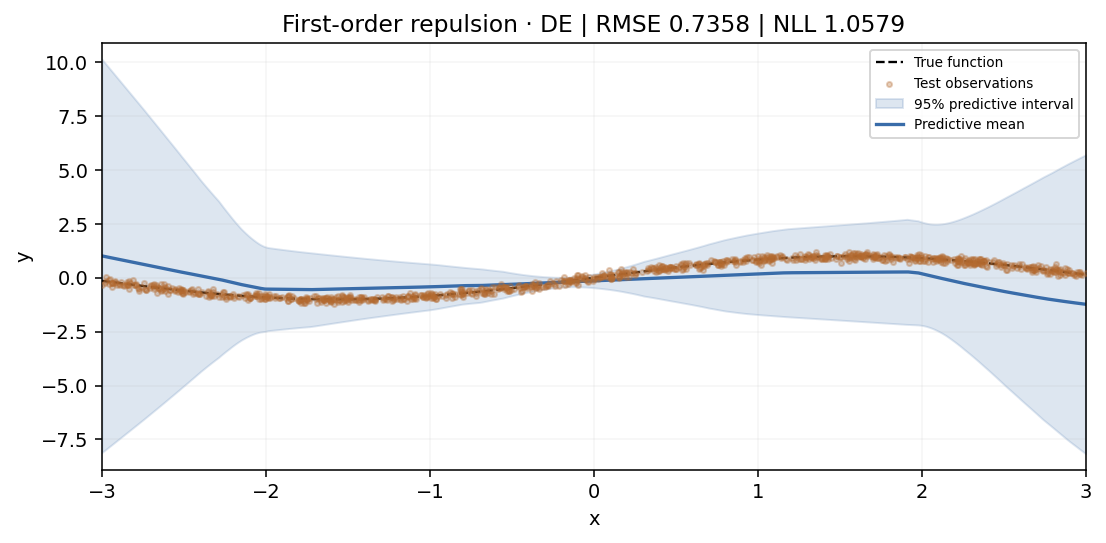 First-order repulsion · DE | RMSE 0.7358 | NLL 1.0579
True function
Test observations
95% predictive interval
Predictive mean
10.0
7.5
5.0
2.5
0.0
−2.5
−5.0
−7.5
y
−3
−2
−1
0
1
2
3
x